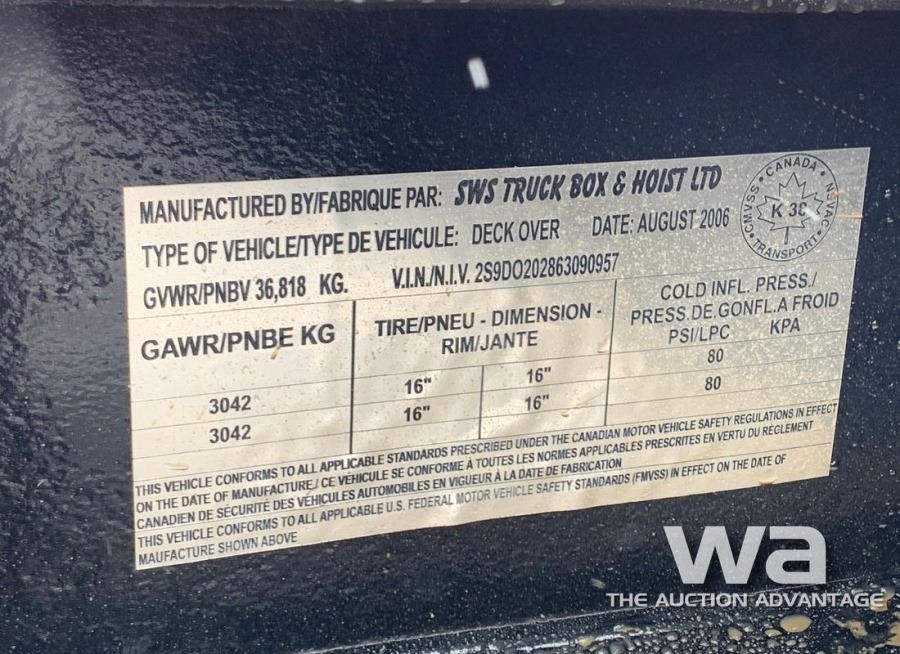 MANUFACTURED BY/FABRIQUE PAR: SWS TRUCK BOX & HOIST LTD
TYPE OF VEHICLE/TYPE DE VEHICULE: DECK OVER DATE: AUGUST 2006
GVWR/PNBV 36,818 KG. V.I.N./N.I.V. 2S9DO202863090957
CANADA
CMVSS NSVAC
K 38
TRANSPORT
GAWR/PNBE KG
TIRE/PNEU - DIMENSION -
RIM/JANTE
COLD INFL. PRESS./
PRESS.DE.GONFL.A FROID
PSI/LPC KPA
3042 16" 16" 80
3042 16" 16" 80
THIS VEHICLE CONFORMS TO ALL APPLICABLE STANDARDS PRESCRIBED UNDER THE CANADIAN MOTOR VEHICLE SAFETY REGULATIONS IN EFFECT
ON THE DATE OF MANUFACTURE./ CE VEHICULE SE CONFORME À TOUTES LES NORMES APPLICABLES PRESCRITES EN VERTU DU RÈGLEMENT
CANADIEN DE SÉCURITÉ DES VÉHICULES AUTOMOBILES EN VIGUEUR À LA DATE DE FABRICATION
THIS VEHICLE CONFORMS TO ALL APPLICABLE U.S. FEDERAL MOTOR VEHICLE SAFETY STANDARDS (FMVSS) IN EFFECT ON THE DATE OF
MAUFACTURE SHOWN ABOVE
wa
THE AUCTION ADVANTAGE